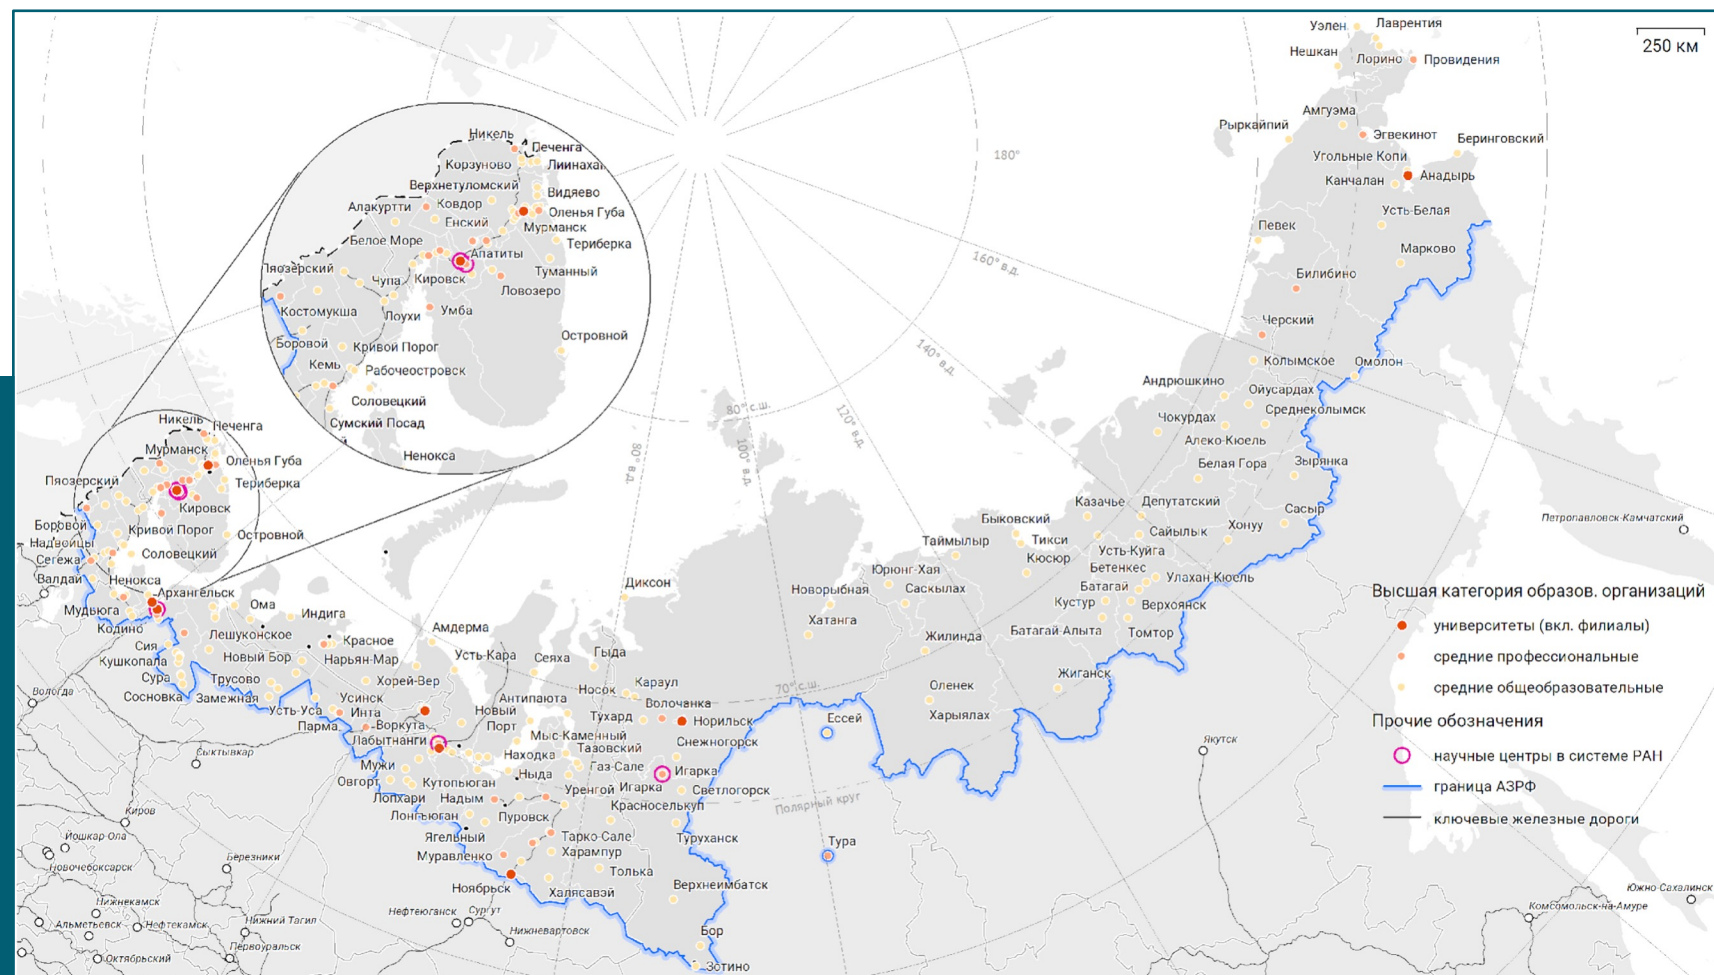 Уэлен
Лаврентия
Нешкан
Лорино
Провидения
250 км
Амгуэма
Рыркайпий
Эгвекинот
Беринговский
180°
Угольные Копи
Канчалан
Анадырь
Усть-Белая
Певек
Марково
160° в.д.
Билибино
Черский
Колымское
Омолон
140° в.д.
Андрюшкино
Ойусардах
Среднеколымск
Чокурдах
Алеко-Кюель
80° с.ш.
120° в.д.
100° в.д.
80° в.д.
Белая Гора
Зырянка
Никель
Печенга
Корзуново
Лиинахам
Верхнетуломский
Видяево
Алакуртти
Ковдор
Оленья Губа
Енский
Мурманск
Белое Море
Териберка
Апатиты
Пяозерский
Туманный
Чупа
Кировск
Ловозеро
Костомукша
Лоухи
Умба
Островной
Боровой
Кривой Порог
Кемь
Рабочеостровск
Соловецкий
Сумский Посад
й
Ненокса
Никель
Печенга
Мурманск
Оленья Губа
Пяозерский
Териберка
Кировск
Боровой
Кривой Порог
Островной
Надвоицы
Соловецкий
Сегежа
Валдай
Ненокса
Архангельск
Мудьюга
Ома
Индига
Кодино
Лешуконское
Красное
Амдерма
Сия
Кушкопала
Новый Бор
Нарьян-Мар
Усть-Кара
Сура
Трусово
Хорей-Вер
Сосновка
Замежная
Усинск
Усть-Уса
Инта
Парма
Воркута
Лабытнанги
Мужи
Овгорт
Кутопьюган
Лопхари
Надым
Лонгъюган
Ягельный
Пуровск
Муравленко
Ноябрьск
Диксон
Сеяха
Гыда
Антипаюта
Носок
Караул
Новый
Порт
Волочанка
Тухард
Норильск
Мыс-Каменный
Снежногорск
Тазовский
Находка
Газ-Сале
Игарка
Ныда
Уренгой
Игарка
Светлогорск
Красноселькуп
Туруханск
Тарко-Сале
Харампур
Толька
Верхнеимбатск
Халясавэй
Бор
Зотино
70° с.ш.
Полярный круг
Ессей
Тура
Казачье
Депутатский
Быковский
Тикси
Сайылык
Хонуу
Сасыр
Таймылыр
Кюсюр
Усть-Куйга
Бетенкес
Юрюнг-Хая
Батагай
Улахан-Кюель
Новорыбная
Саскылах
Кустур
Верхоянск
Хатанга
Батагай-Алыта
Томтор
Жилинда
Жиганск
Оленек
Харыялах
Якутск
Петропавловск-Камчатский
Южно-Сахалинск
Комсомольск-на-Амуре
Вологда
Сыктывкар
Киров
Йошкар-Ола
Новочебоксарск
Березники
Нижнекамск
Альметьевск
Нефтекамск
Нижний Тагил
Октябрьский
Первоуральск
Нефтеюганск
Сургут
Нижневартовск
Высшая категория образов. организаций
университеты (вкл. филиалы)
средние профессиональные
средние общеобразовательные
Прочие обозначения
научные центры в системе РАН
граница АЗРФ
ключевые железные дороги